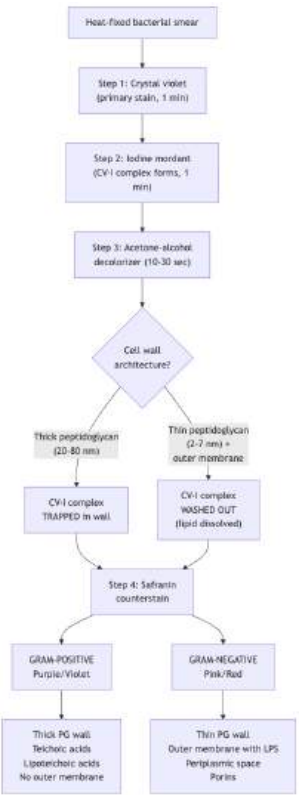 Heat-fixed bacterial smear
Step 1: Crystal violet
(primary stain, 1 min)
Step 2: Iodine mordant
(CV-I complex forms, 1
min)
Step 3: Acetone-alcohol
decolorizer (10-30 sec)
Cell wall
architecture?
Thick peptidoglycan
(20-80 nm)
Thin peptidoglycan
(2-7 nm) +
outer membrane
CV-I complex
TRAPPED in wall
CV-I complex
WASHED OUT
(lipid dissolved)
Step 4: Safranin
counterstain
GRAM-POSITIVE
Purple/Violet
GRAM-NEGATIVE
Pink/Red
Thick PG wall
Teichoic acids
Lipoteichoic acids
No outer membrane
Thin PG wall
Outer membrane with LPS
Periplasmic space
Porins